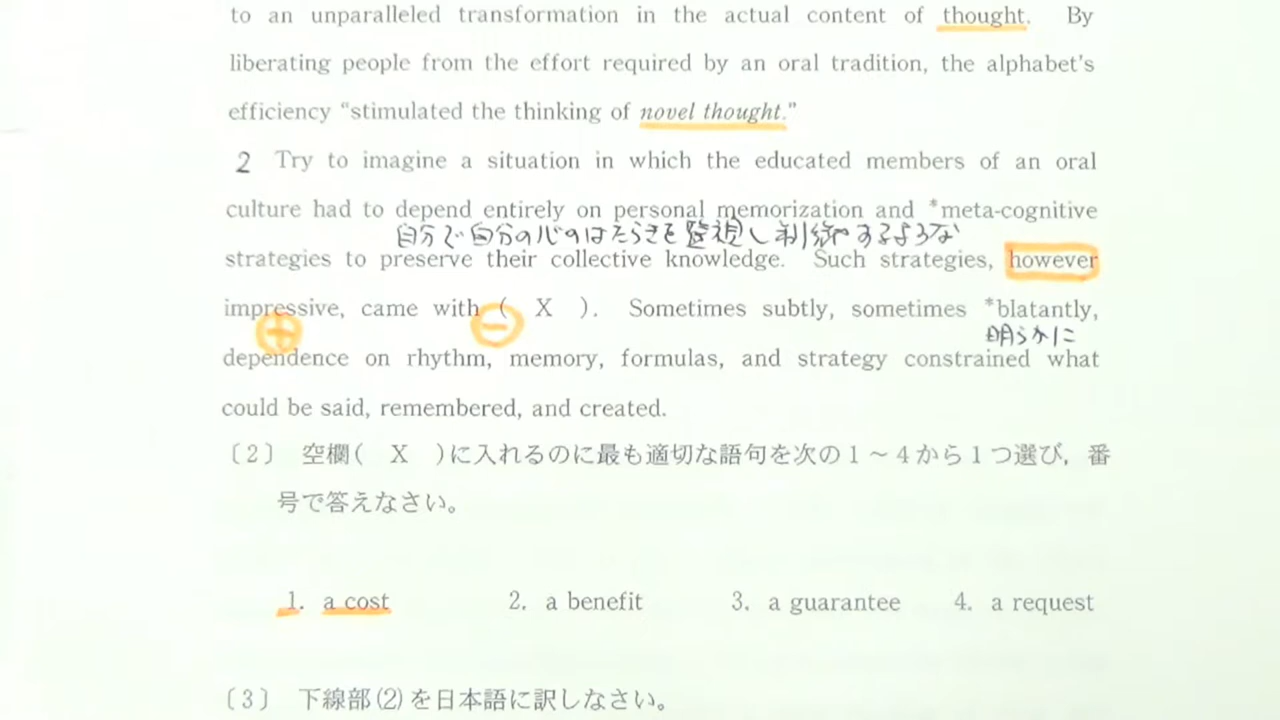 to an unparalleled transformation in the actual content of thought. By
liberating people from the effort required by an oral tradition, the alphabet's
efficiency “stimulated the thinking of novel thought.”
2 Try to imagine a situation in which the educated members of an oral
culture had to depend entirely on personal memorization and *meta-cognitive
自分で自分の心のはたらきを監視し制御するような
strategies to preserve their collective knowledge. Such strategies, however
impressive, came with ( X ). Sometimes subtly, sometimes *blatantly,
+ − 明らかに
dependence on rhythm, memory, formulas, and strategy constrained what
could be said, remembered, and created.
〔2〕 空欄( X )に入れるのに最も適切な語句を次の1～4から1つ選び，番
号で答えなさい。
1. a cost 2. a benefit 3. a guarantee 4. a request
〔3〕 下線部(2)を日本語に訳しなさい。